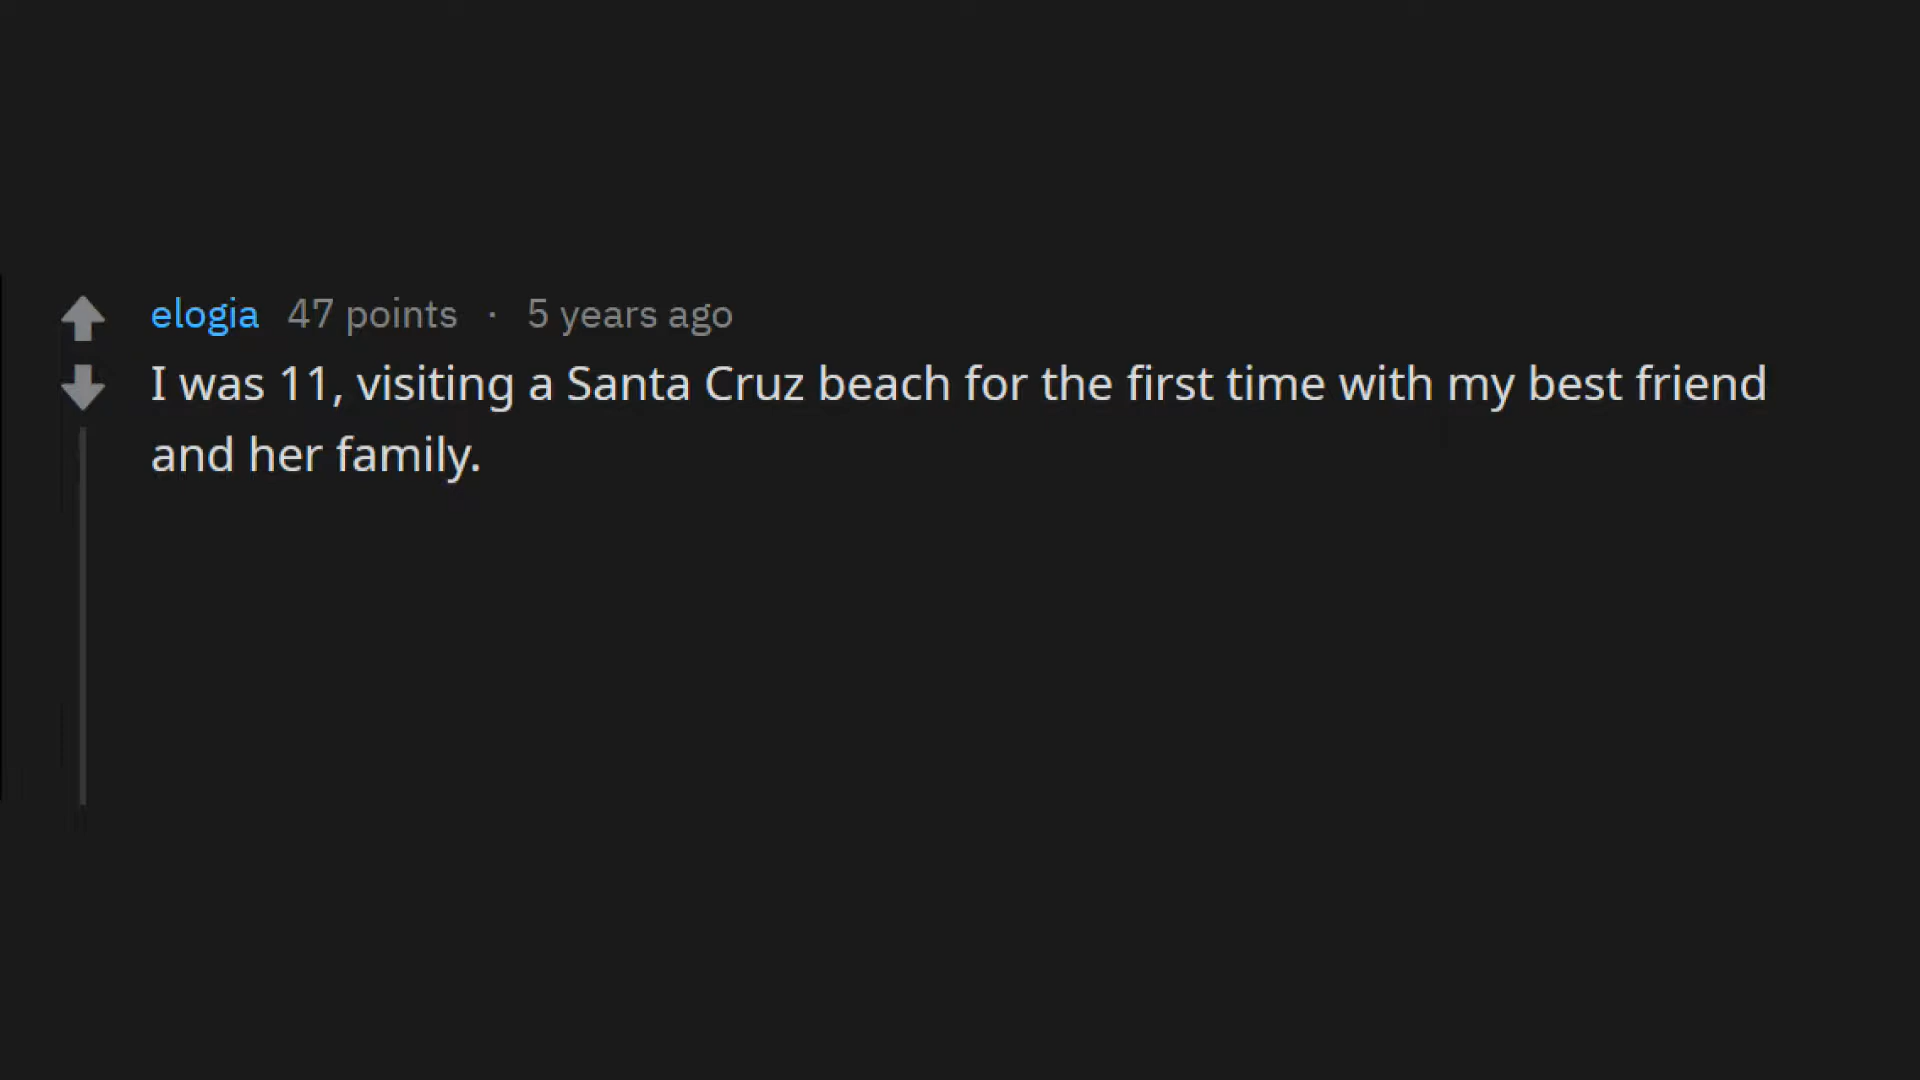 elogia 47 points · 5 years ago
I was 11, visiting a Santa Cruz beach for the first time with my best friend
and her family.